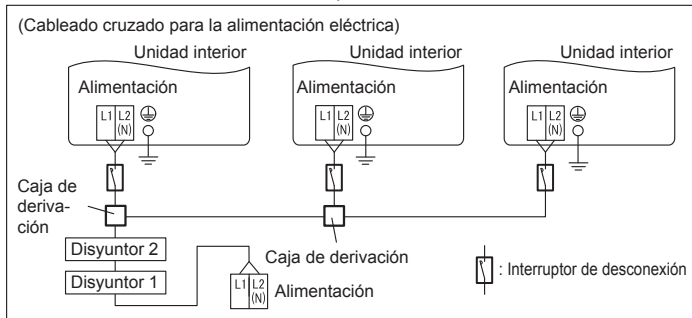 (Cableado cruzado para la alimentación eléctrica)
Unidad interior
Unidad interior
Unidad interior
Alimentación
Alimentación
Alimentación
L1 L2
(N)
L1 L2
(N)
L1 L2
(N)
Caja de
deriva-
ción
Disyuntor 2
Disyuntor 1
L1 L2
(N)
Alimentación
Caja de derivación
: Interruptor de desconexión